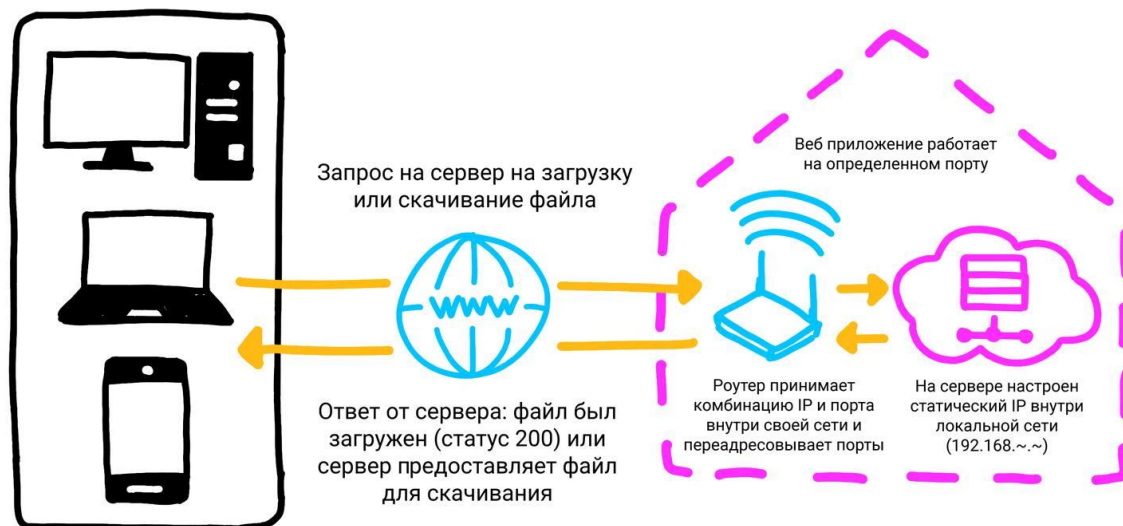 Запрос на сервер на загрузку
или скачивание файла
www
Ответ от сервера: файл был
загружен (статус 200) или
сервер предоставляет файл
для скачивания
Веб приложение работает
на определенном порту
Роутер принимает
комбинацию IP и порта
внутри своей сети и
переадресовывает порты
На сервере настроен
статический IP внутри
локальной сети
(192.168.~.~)